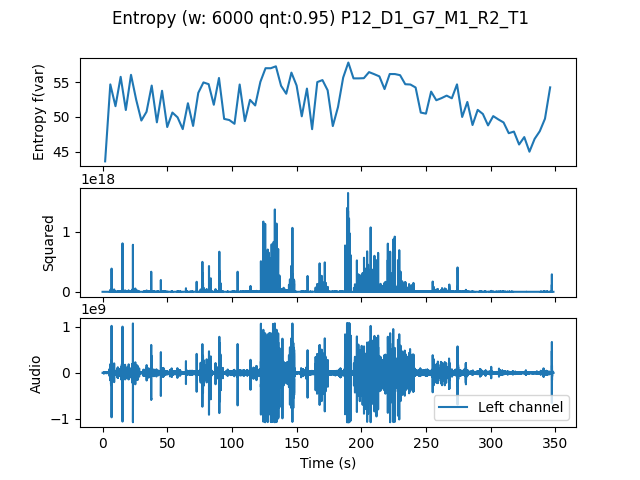 Entropy (w: 6000 qnt:0.95) P12_D1_G7_M1_R2_T1
Entropy f(var)
55
50
45
1e18
Squared
1
0
1e9
Audio
1
0
−1
Left channel
0 50 100 150 200 250 300 350
Time (s)